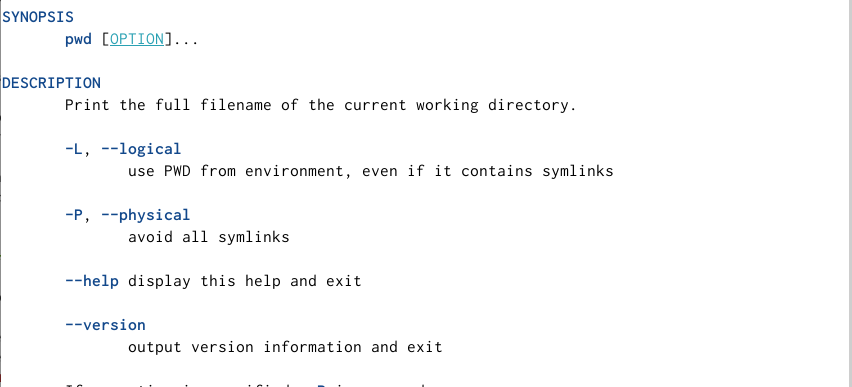 SYNOPSIS
pwd [OPTION]...
DESCRIPTION
Print the full filename of the current working directory.
-L, --logical
use PWD from environment, even if it contains symlinks
-P, --physical
avoid all symlinks
--help display this help and exit
--version
output version information and exit